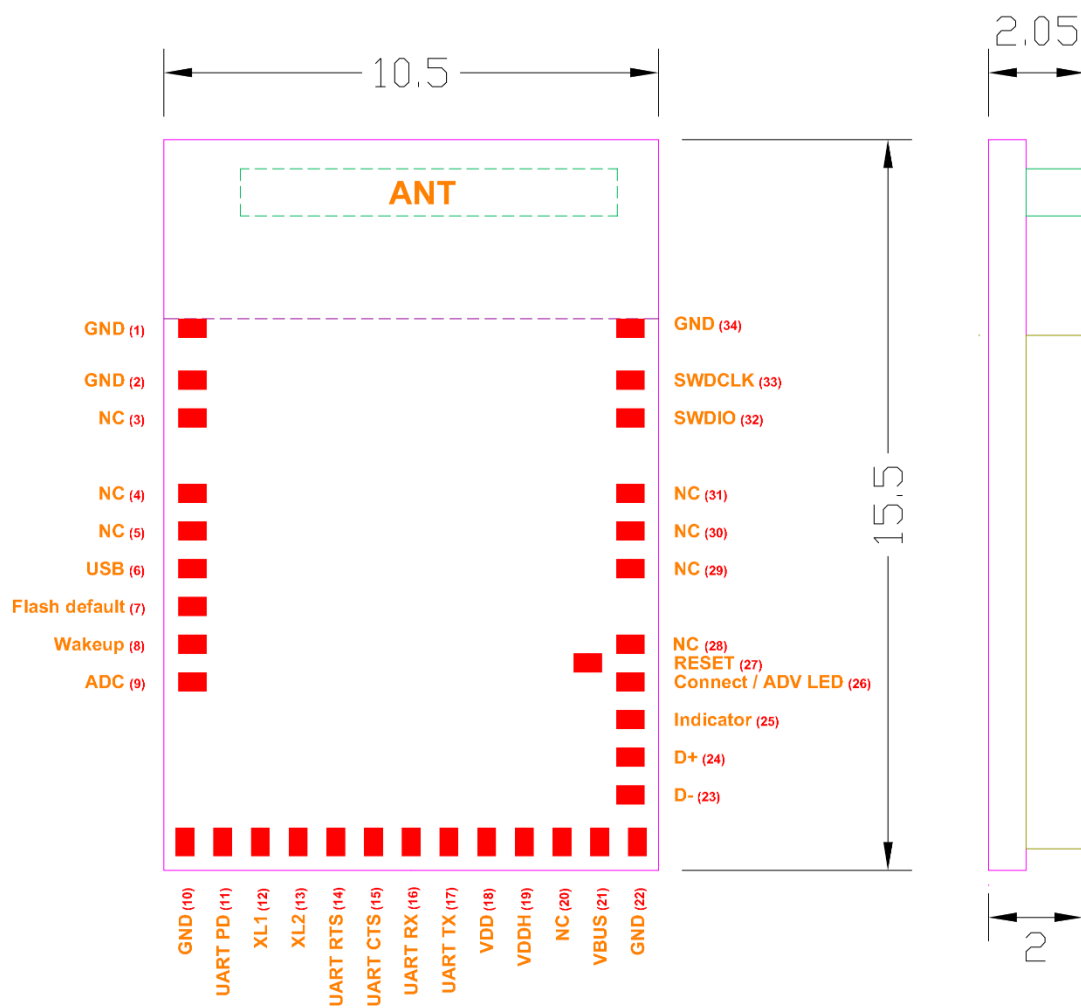 2.05
10.5
ANT
GND (1)
GND (34)
GND (2)
SWDCLK (33)
NC (3)
SWDIO (32)
NC (4)
NC (31)
NC (5)
NC (30)
USB (6)
NC (29)
15.5
Flash default (7)
Wakeup (8)
NC (28)
RESET (27)
ADC (9)
Connect / ADV LED (26)
Indicator (25)
D+ (24)
D- (23)
GND (10)
UART PD (11)
XL1 (12)
XL2 (13)
UART RTS (14)
UART CTS (15)
UART RX (16)
UART TX (17)
VDD (18)
VDDH (19)
NC (20)
VBUS (21)
GND (22)
2